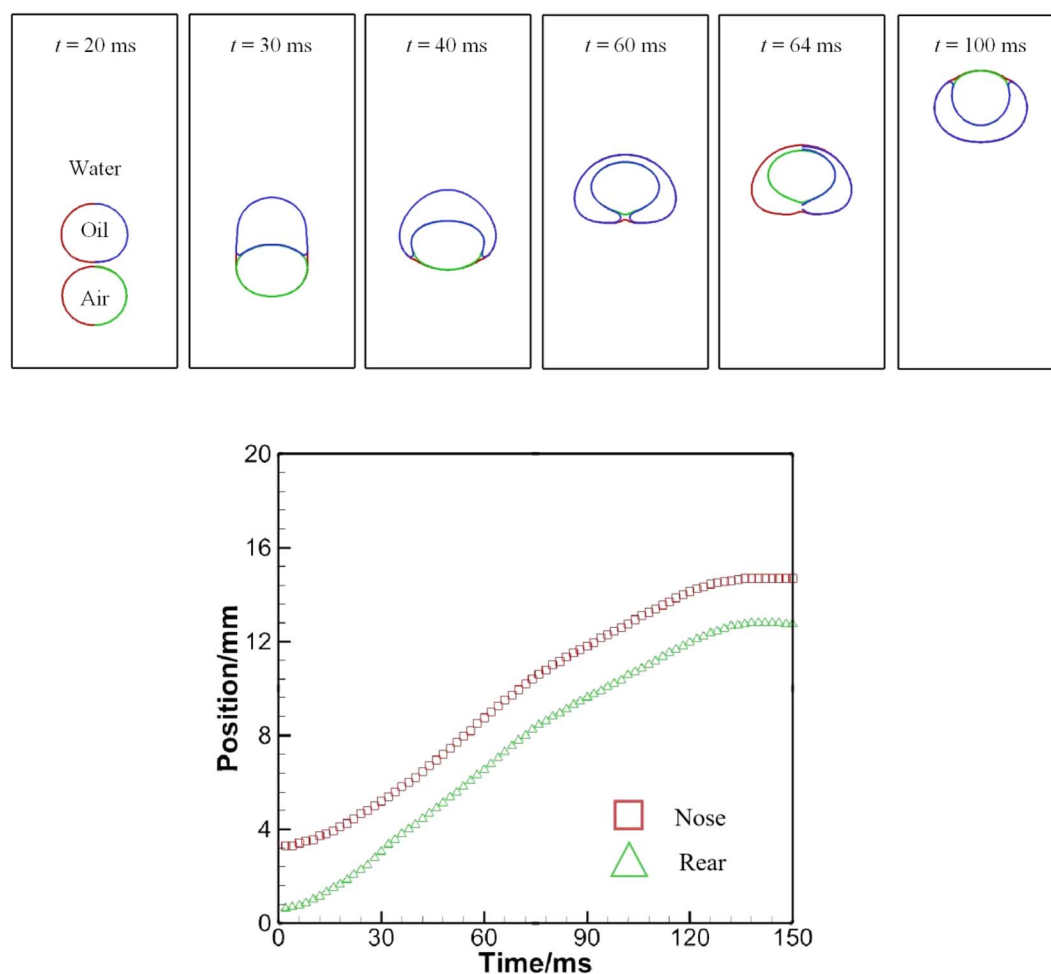 t = 20 ms
t = 30 ms
t = 40 ms
t = 60 ms
t = 64 ms
t = 100 ms
Water
Oil
Air
20
16
12
8
4
0
Position/mm
Nose
Rear
0 30 60 90 120 150
Time/ms